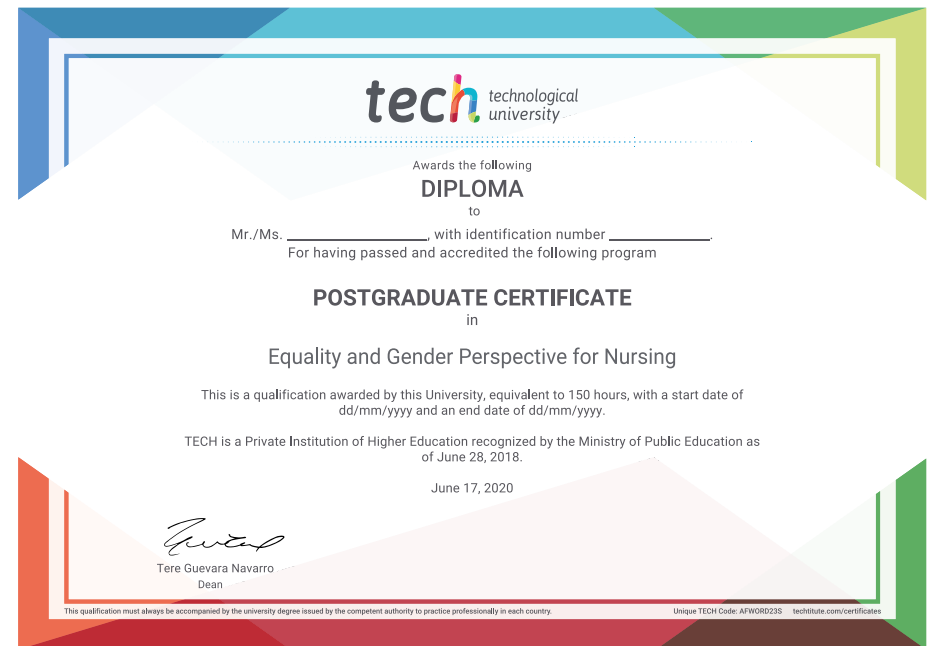 tech technological
university
Awards the following
DIPLOMA
to
Mr./Ms. ____________________, with identification number ______________.
For having passed and accredited the following program
POSTGRADUATE CERTIFICATE
in
Equality and Gender Perspective for Nursing
This is a qualification awarded by this University, equivalent to 150 hours, with a start date of
dd/mm/yyyy and an end date of dd/mm/yyyy.
TECH is a Private Institution of Higher Education recognized by the Ministry of Public Education as
of June 28, 2018.
June 17, 2020
Tere Guevara Navarro
Dean
This qualification must always be accompanied by the university degree issued by the competent authority to practice professionally in each country.
Unique TECH Code: AFWORD23S techtitute.com/certificates